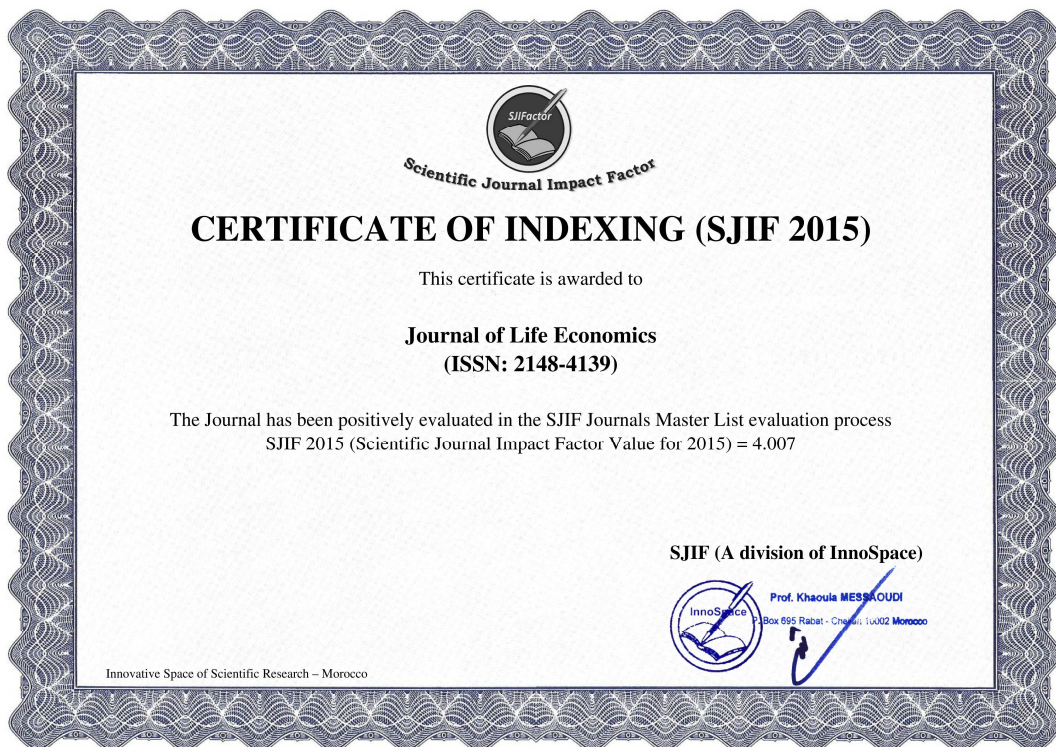 SJIFactor
Scientific Journal Impact Factor
CERTIFICATE OF INDEXING (SJIF 2015)
This certificate is awarded to
Journal of Life Economics
(ISSN: 2148-4139)
The Journal has been positively evaluated in the SJIF Journals Master List evaluation process
SJIF 2015 (Scientific Journal Impact Factor Value for 2015) = 4.007
SJIF (A division of InnoSpace)
InnoSpace
Prof. Khaoula MESSAOUDI
Box 695 Rabat - 10002 Morocco
Innovative Space of Scientific Research – Morocco